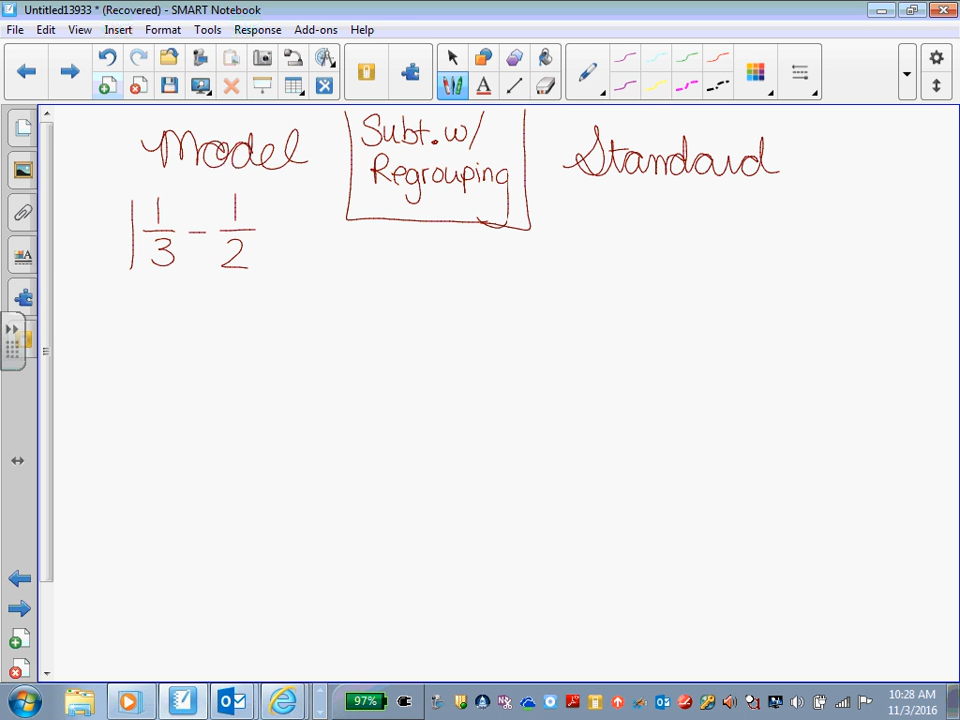 Untitled13933 * (Recovered) - SMART Notebook
File Edit View Insert Format Tools Response Add-ons Help
Model
Subt. w/
Regrouping
Standard
1 1/3 - 1/2
97%
10:28 AM
11/3/2016